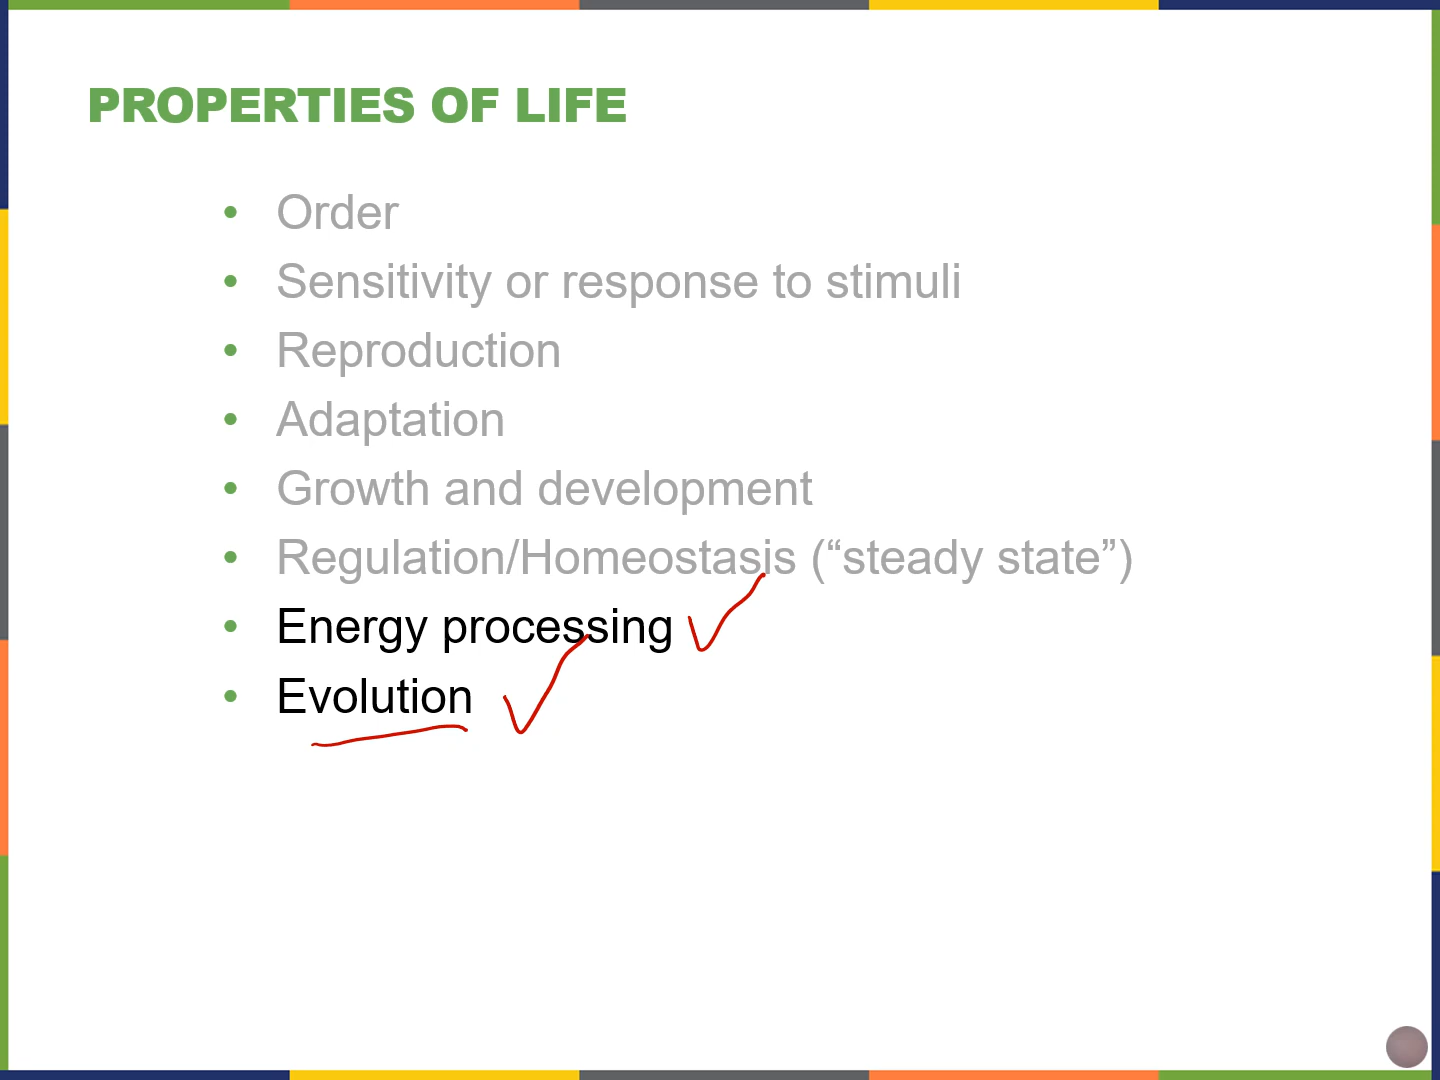 PROPERTIES OF LIFE
• Order
• Sensitivity or response to stimuli
• Reproduction
• Adaptation
• Growth and development
• Regulation/Homeostasis (“steady state”)
• Energy processing
• Evolution